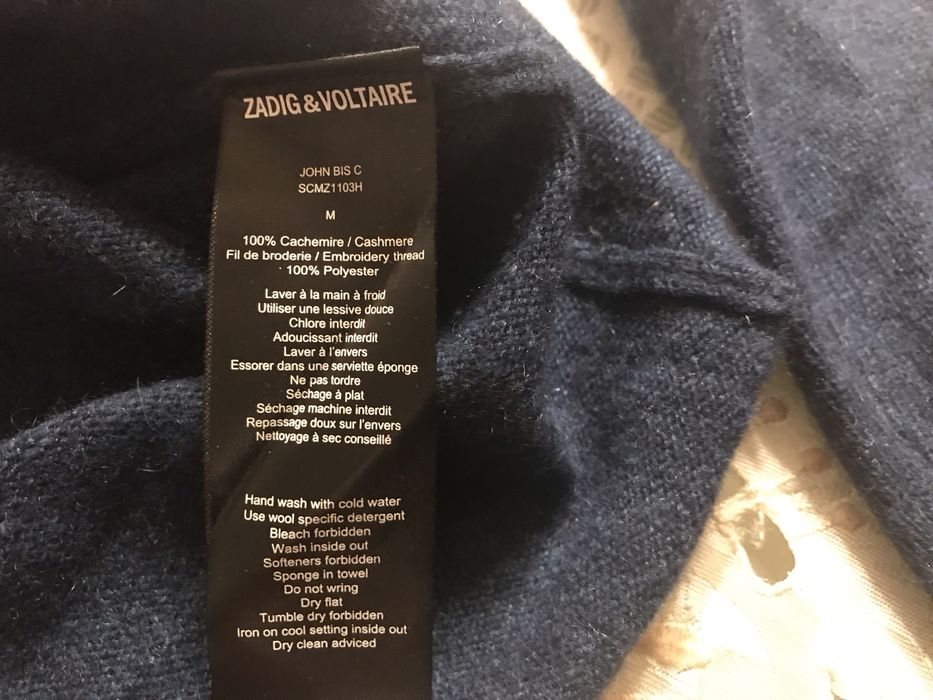 ZADIG&VOLTAIRE
JOHN BIS C
SCMZ1103H
M
100% Cachemire / Cashmere
Fil de broderie / Embroidery thread
100% Polyester
Laver à la main à froid
Utiliser une lessive douce
Chlore interdit
Adoucissant interdit
Laver à l'envers
Essorer dans une serviette éponge
Ne pas tordre
Séchage à plat
Séchage machine interdit
Repassage doux sur l'envers
Nettoyage à sec conseillé
Hand wash with cold water
Use wool specific detergent
Bleach forbidden
Wash inside out
Softeners forbidden
Sponge in towel
Do not wring
Dry flat
Tumble dry forbidden
Iron on cool setting inside out
Dry clean adviced